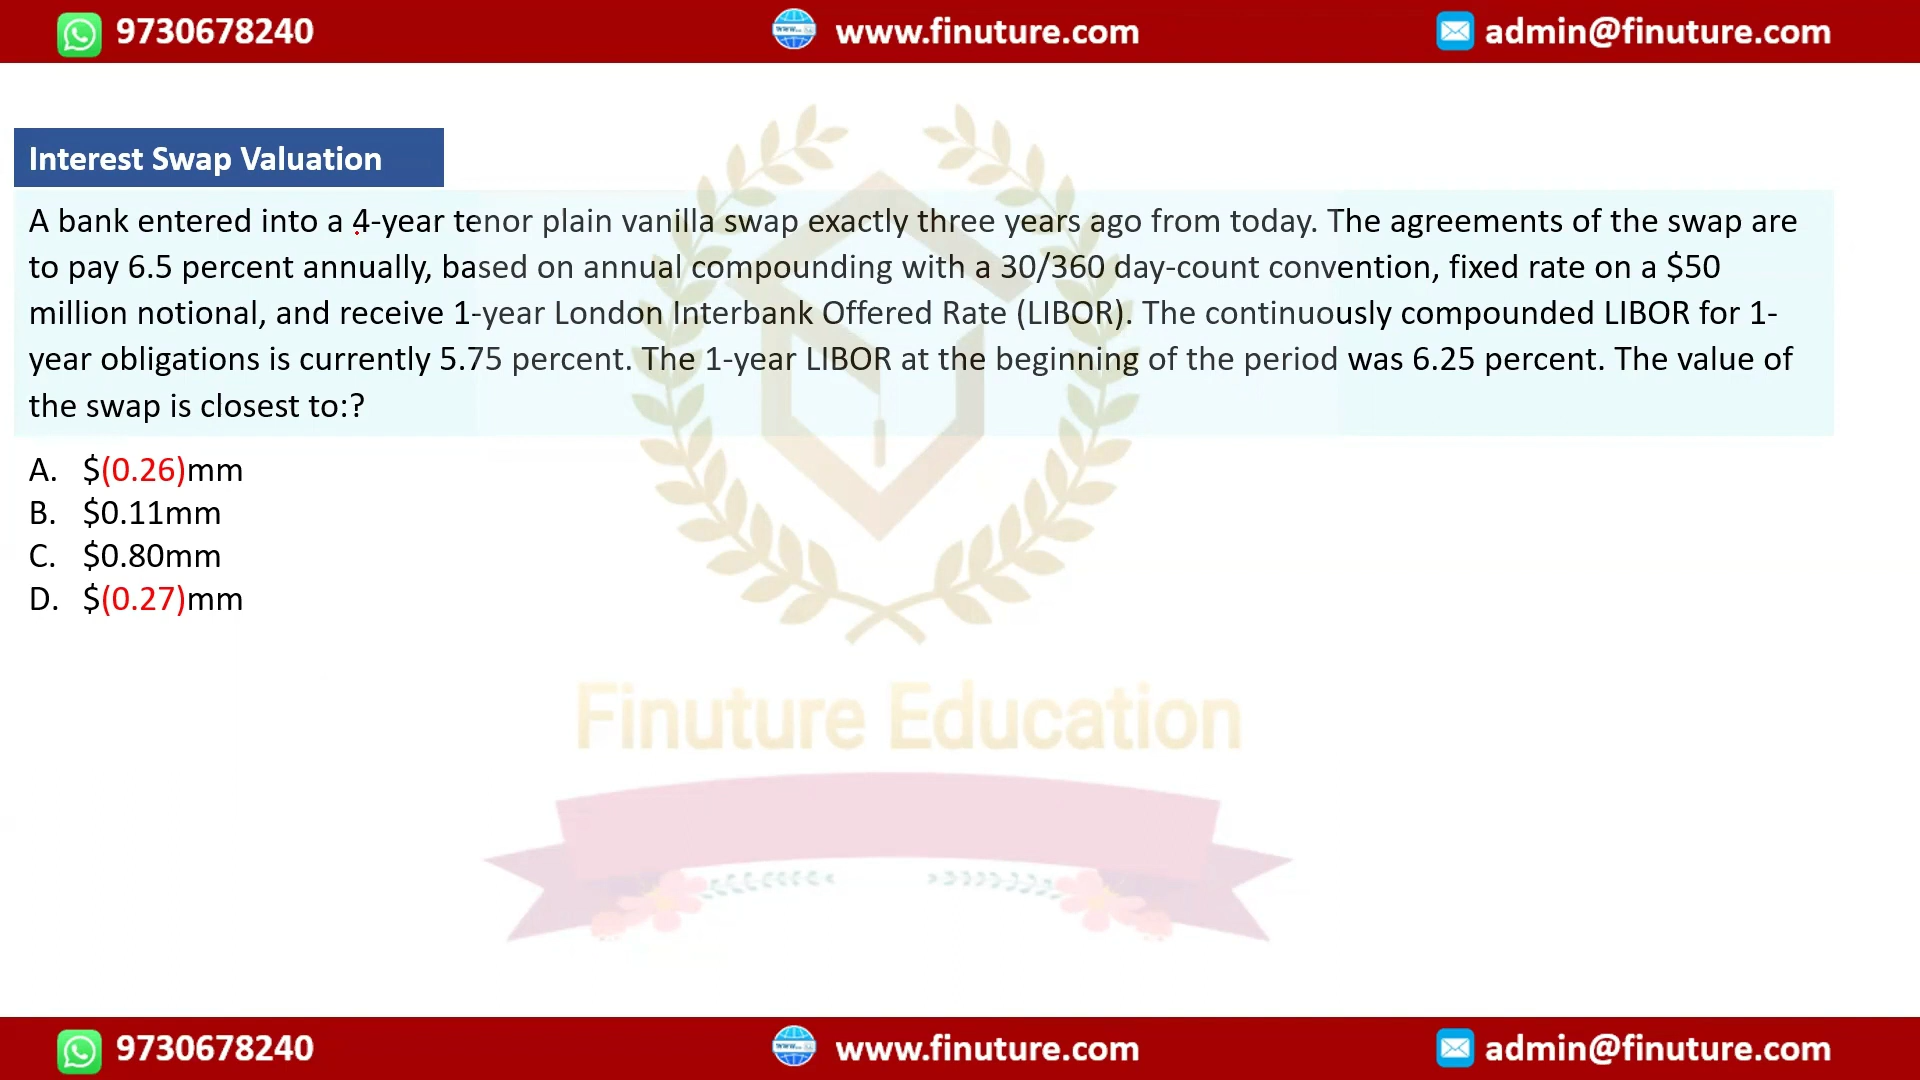 9730678240 www.finuture.com admin@finuture.com
Interest Swap Valuation
A bank entered into a 4-year tenor plain vanilla swap exactly three years ago from today. The agreements of the swap are
to pay 6.5 percent annually, based on annual compounding with a 30/360 day-count convention, fixed rate on a $50
million notional, and receive 1-year London Interbank Offered Rate (LIBOR). The continuously compounded LIBOR for 1-
year obligations is currently 5.75 percent. The 1-year LIBOR at the beginning of the period was 6.25 percent. The value of
the swap is closest to:?
A. $(0.26)mm
B. $0.11mm
C. $0.80mm
D. $(0.27)mm
Finuture Education
9730678240 www.finuture.com admin@finuture.com